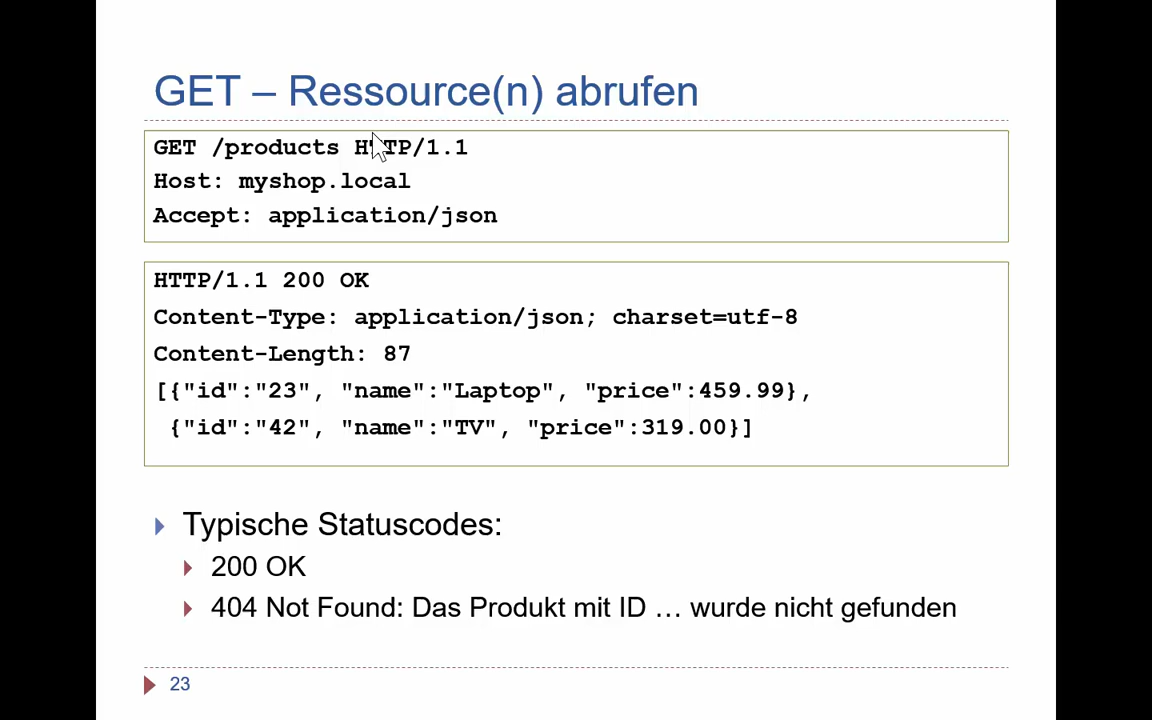 GET – Ressource(n) abrufen
GET /products HTTP/1.1
Host: myshop.local
Accept: application/json
HTTP/1.1 200 OK
Content-Type: application/json; charset=utf-8
Content-Length: 87
[{"id":"23", "name":"Laptop", "price":459.99},
{"id":"42", "name":"TV", "price":319.00}]
Typische Statuscodes:
200 OK
404 Not Found: Das Produkt mit ID … wurde nicht gefunden
23